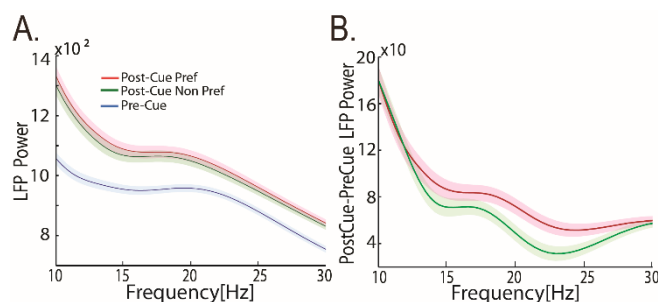 A.
x10 2
14
12
10
8
LFP Power
Post-Cue Pref
Post-Cue Non Pref
Pre-Cue
10 15 20 25 30
Frequency[Hz]
B.
x10
20
16
12
8
4
PostCue-PreCue LFP Power
10 15 20 25 30
Frequency[Hz]